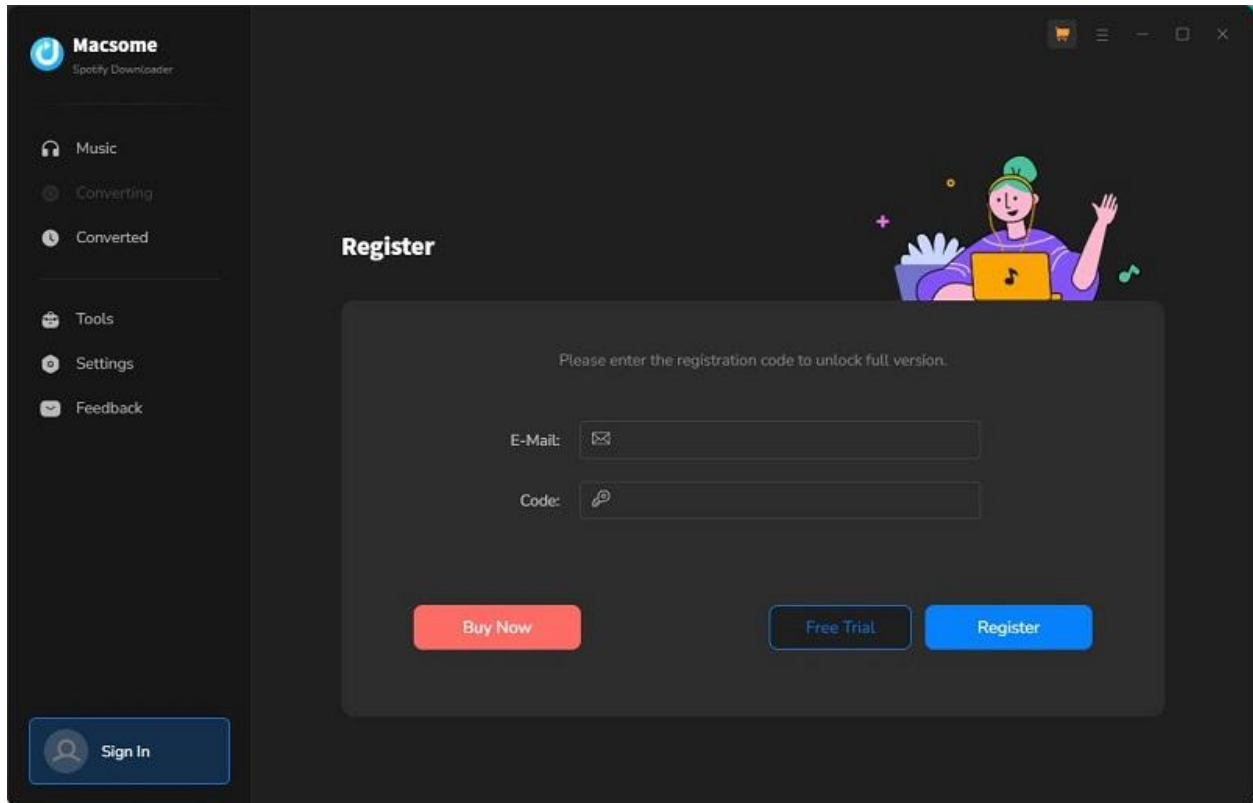 Macsome
Spotify Downloader
Music
Converting
Converted
Tools
Settings
Feedback
Sign In
Register
Please enter the registration code to unlock full version.
E-Mail:
Code:
Buy Now
Free Trial
Register